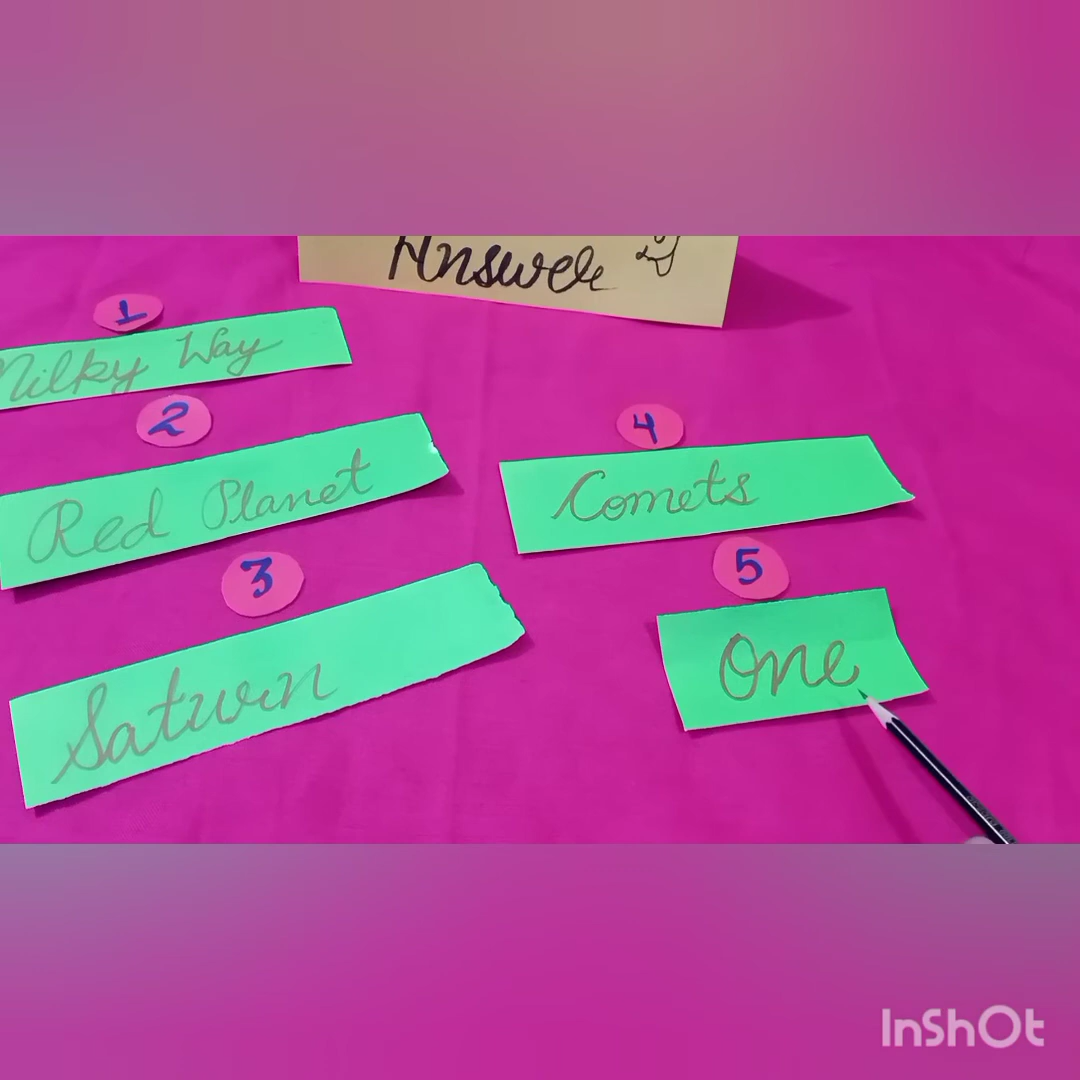 Answer
1
Milky Way
2
Red Planet
3
Saturn
4
Comets
5
One
InShOt